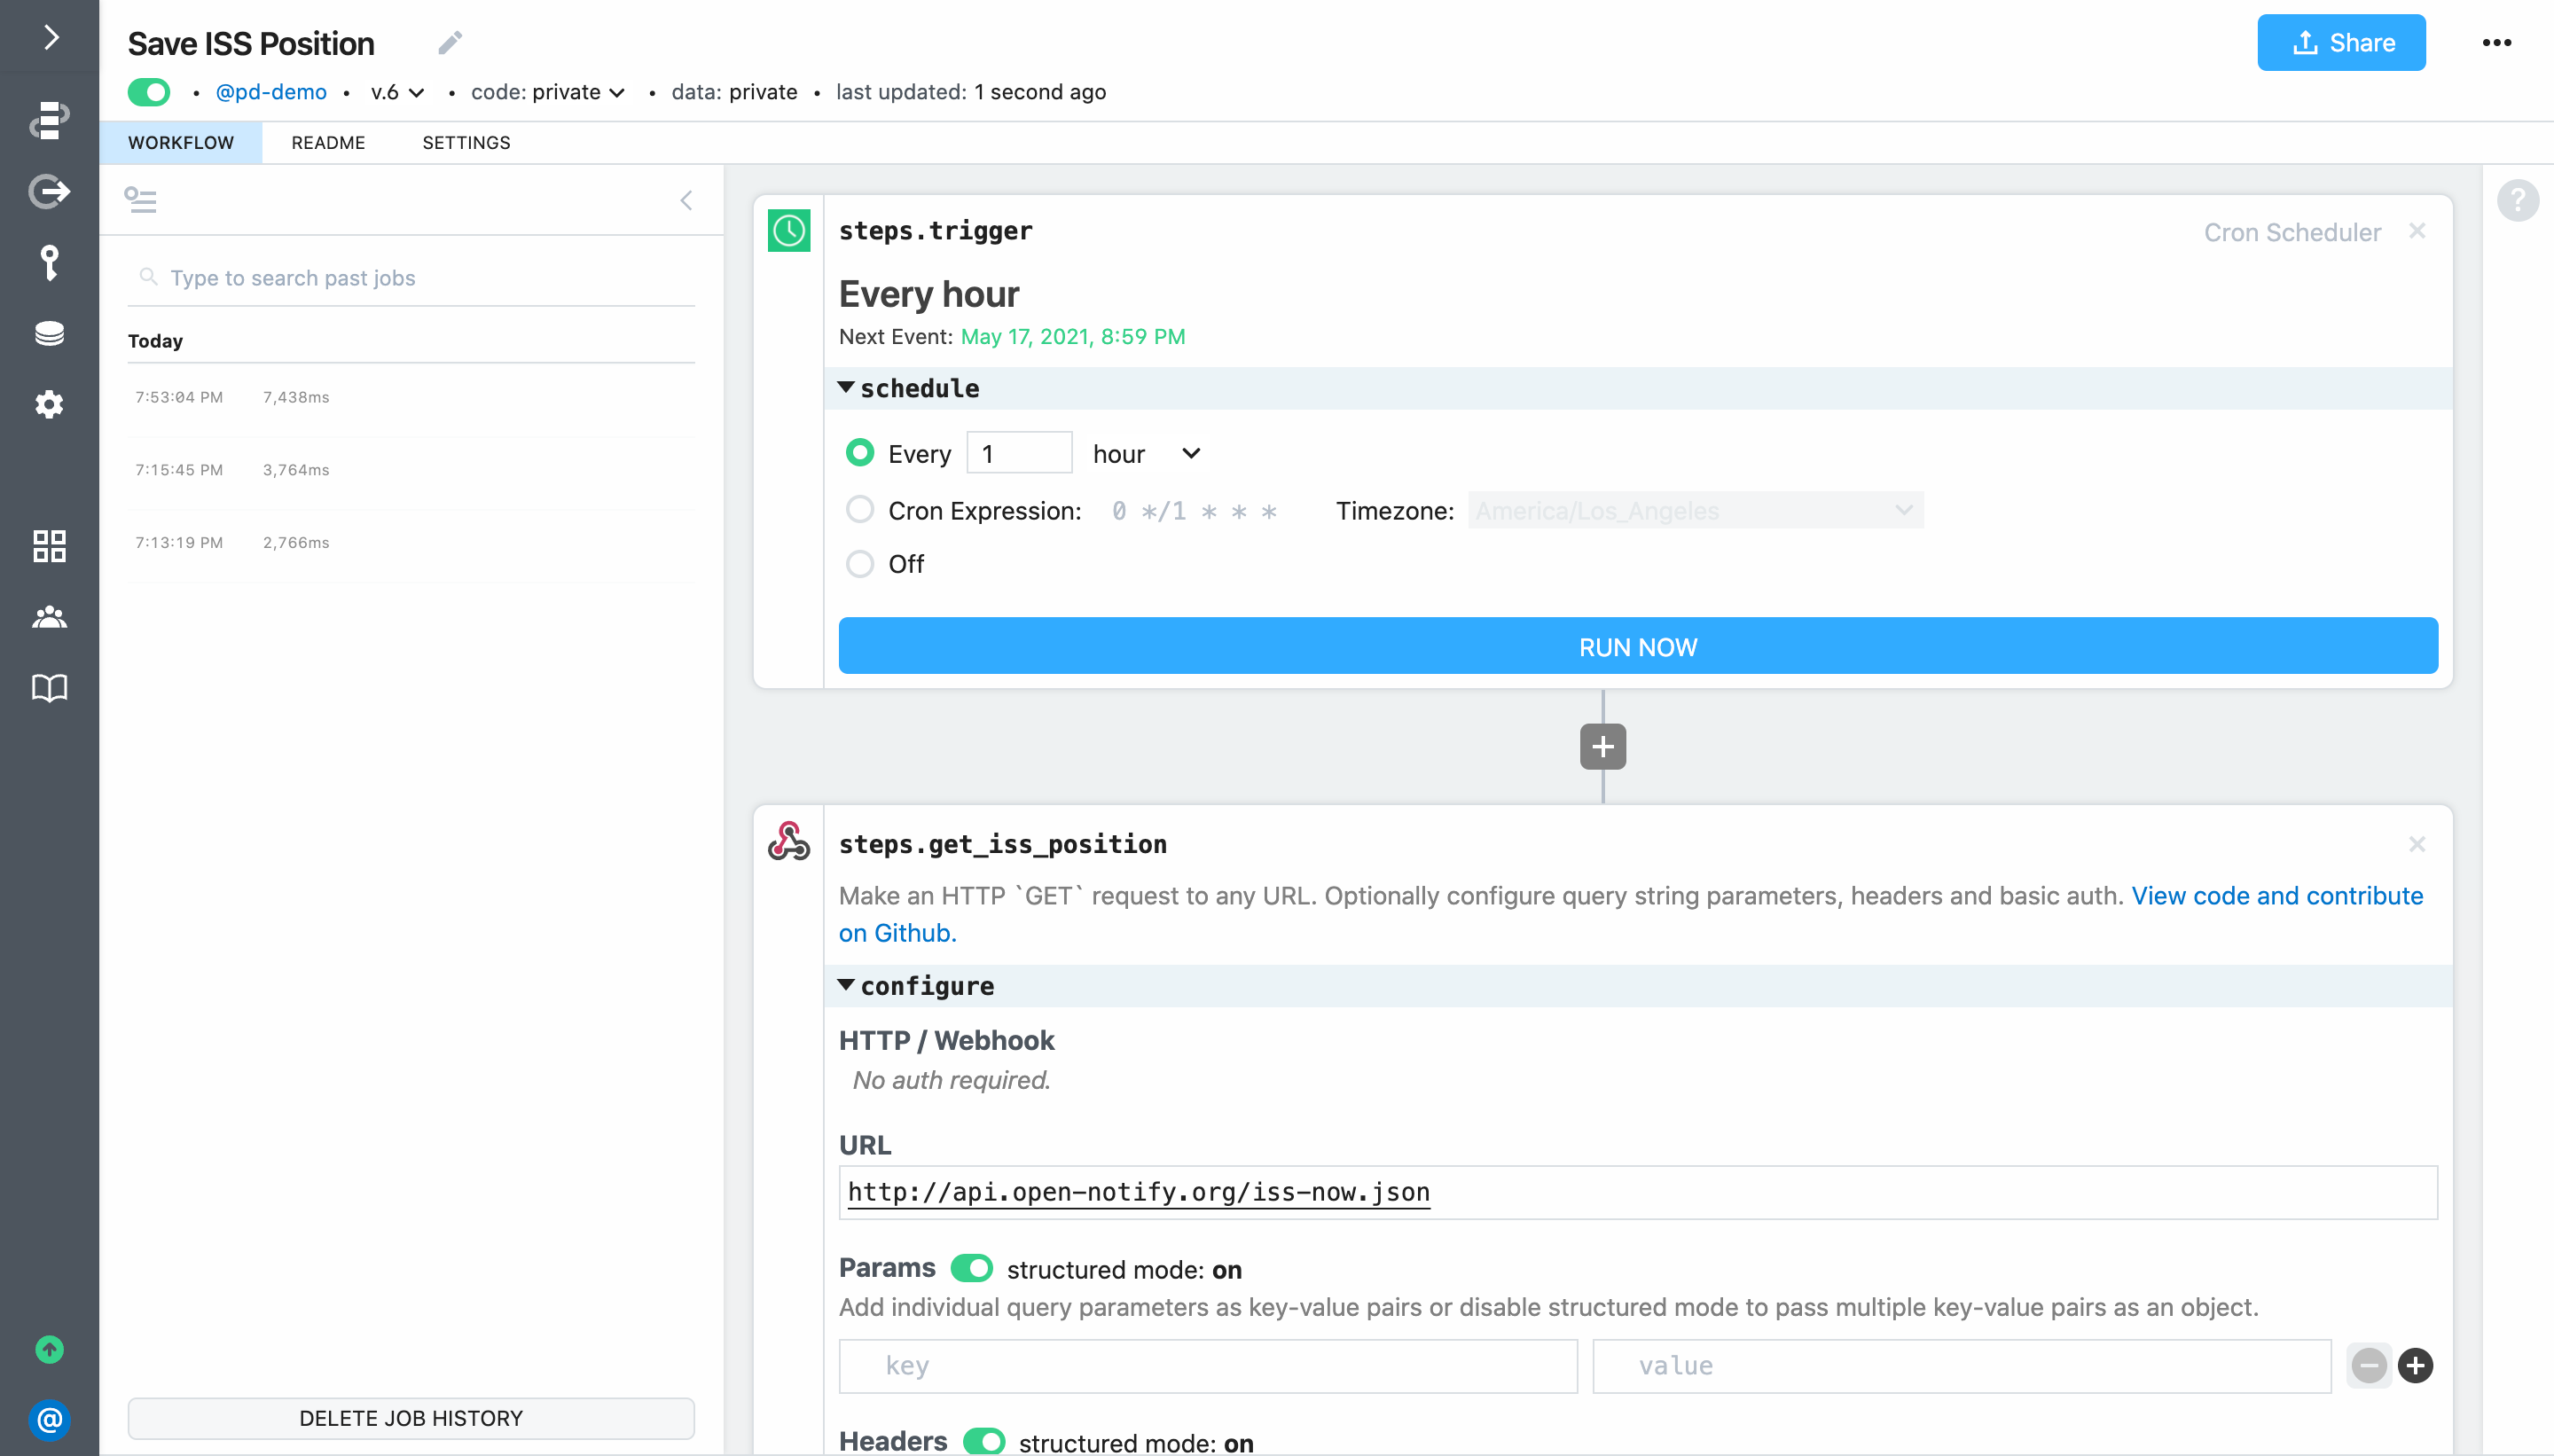 Save ISS Position
Share
• @pd-demo • v.6 • code: private • data: private • last updated: 1 second ago
WORKFLOW README SETTINGS
Type to search past jobs
Today
7:53:04 PM 7,438ms
7:15:45 PM 3,764ms
7:13:19 PM 2,766ms
DELETE JOB HISTORY
steps.trigger
Cron Scheduler
Every hour
Next Event: May 17, 2021, 8:59 PM
schedule
Every 1 hour
Cron Expression: 0 */1 * * * Timezone: America/Los_Angeles
Off
RUN NOW
steps.get_iss_position
Make an HTTP `GET` request to any URL. Optionally configure query string parameters, headers and basic auth. View code and contribute
on Github.
configure
HTTP / Webhook
No auth required.
URL
http://api.open-notify.org/iss-now.json
Params structured mode: on
Add individual query parameters as key-value pairs or disable structured mode to pass multiple key-value pairs as an object.
key value
Headers structured mode: on
?
@